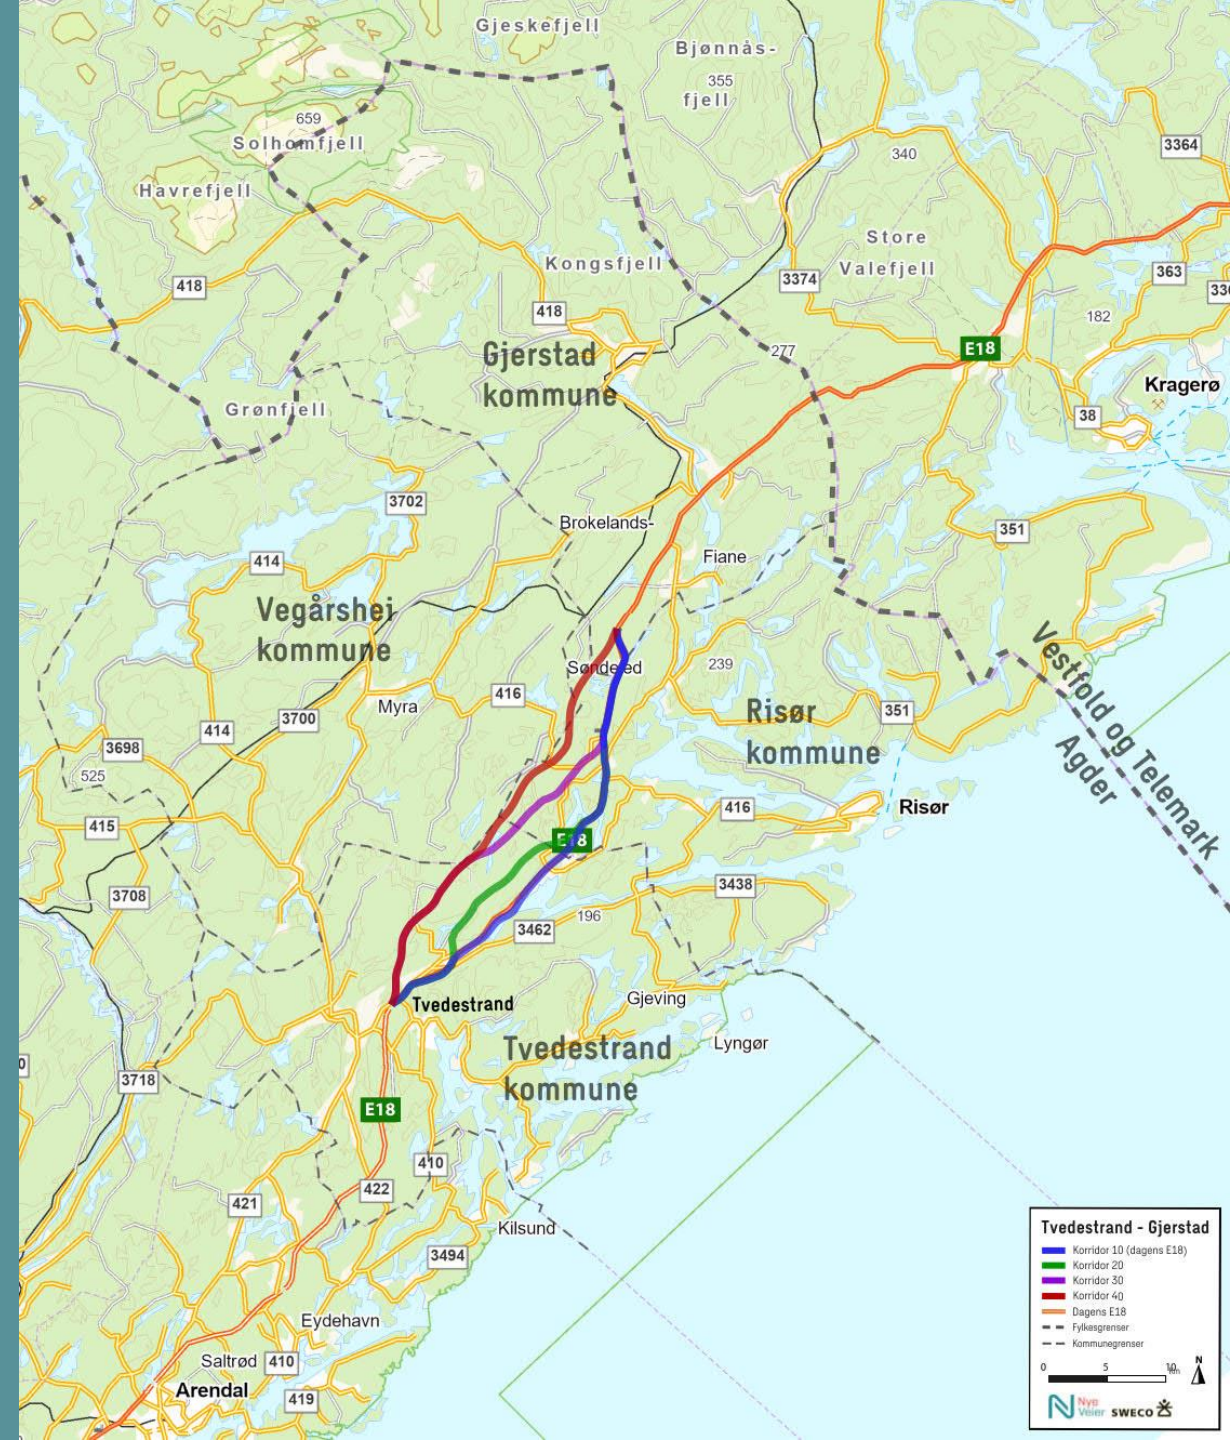 Gjeskefjell
Bjønnås-
355
fjell
659
Solhomfjell
3364
340
Havrefjell
Store
Kongsfjell
Valefjell
363
3374
418
418
182
E18
277
Gjerstad
kommune
Kragerø
Grønfjell
38
3702
Brokelands-
351
Fiane
414
Vegårshei
kommune
Vestfold og Telemark
Agder
Søndeled
239
416
Myra
Risør
kommune
351
3700
414
3698
525
416
Risør
415
E18
3438
3708
196
3462
Gjeving
Tvedestrand
Lyngør
Tvedestrand
kommune
3718
E18
410
422
421
Kilsund
3494
Eydehavn
Saltrød
410
Arendal
419
Tvedestrand - Gjerstad
Korridor 10 (dagens E18)
Korridor 20
Korridor 30
Korridor 40
Dagens E18
Fylkesgrenser
Kommunegrenser
0 5 10 Km
N
Nye
Veier
SWECO